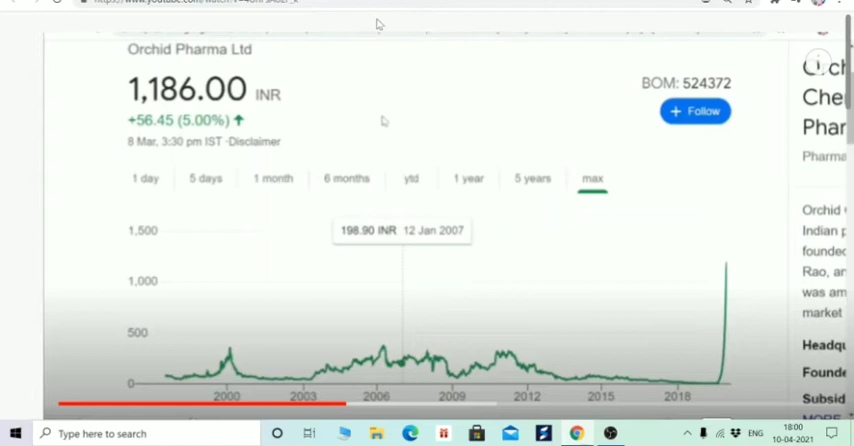 Orchid Pharma Ltd
1,186.00 INR
+56.45 (5.00%) ↑
8 Mar, 3:30 pm IST · Disclaimer
BOM: 524372
+ Follow
1 day 5 days 1 month 6 months ytd 1 year 5 years max
198.90 INR 12 Jan 2007
1,500
1,000
500
0
2000 2003 2006 2009 2012 2015 2018
Pharma
Orchid
Indian p
founded
Rao, an
was am
market
Headqu
Founde
Subsid
Type here to search
ENG
18:00
10-04-2021